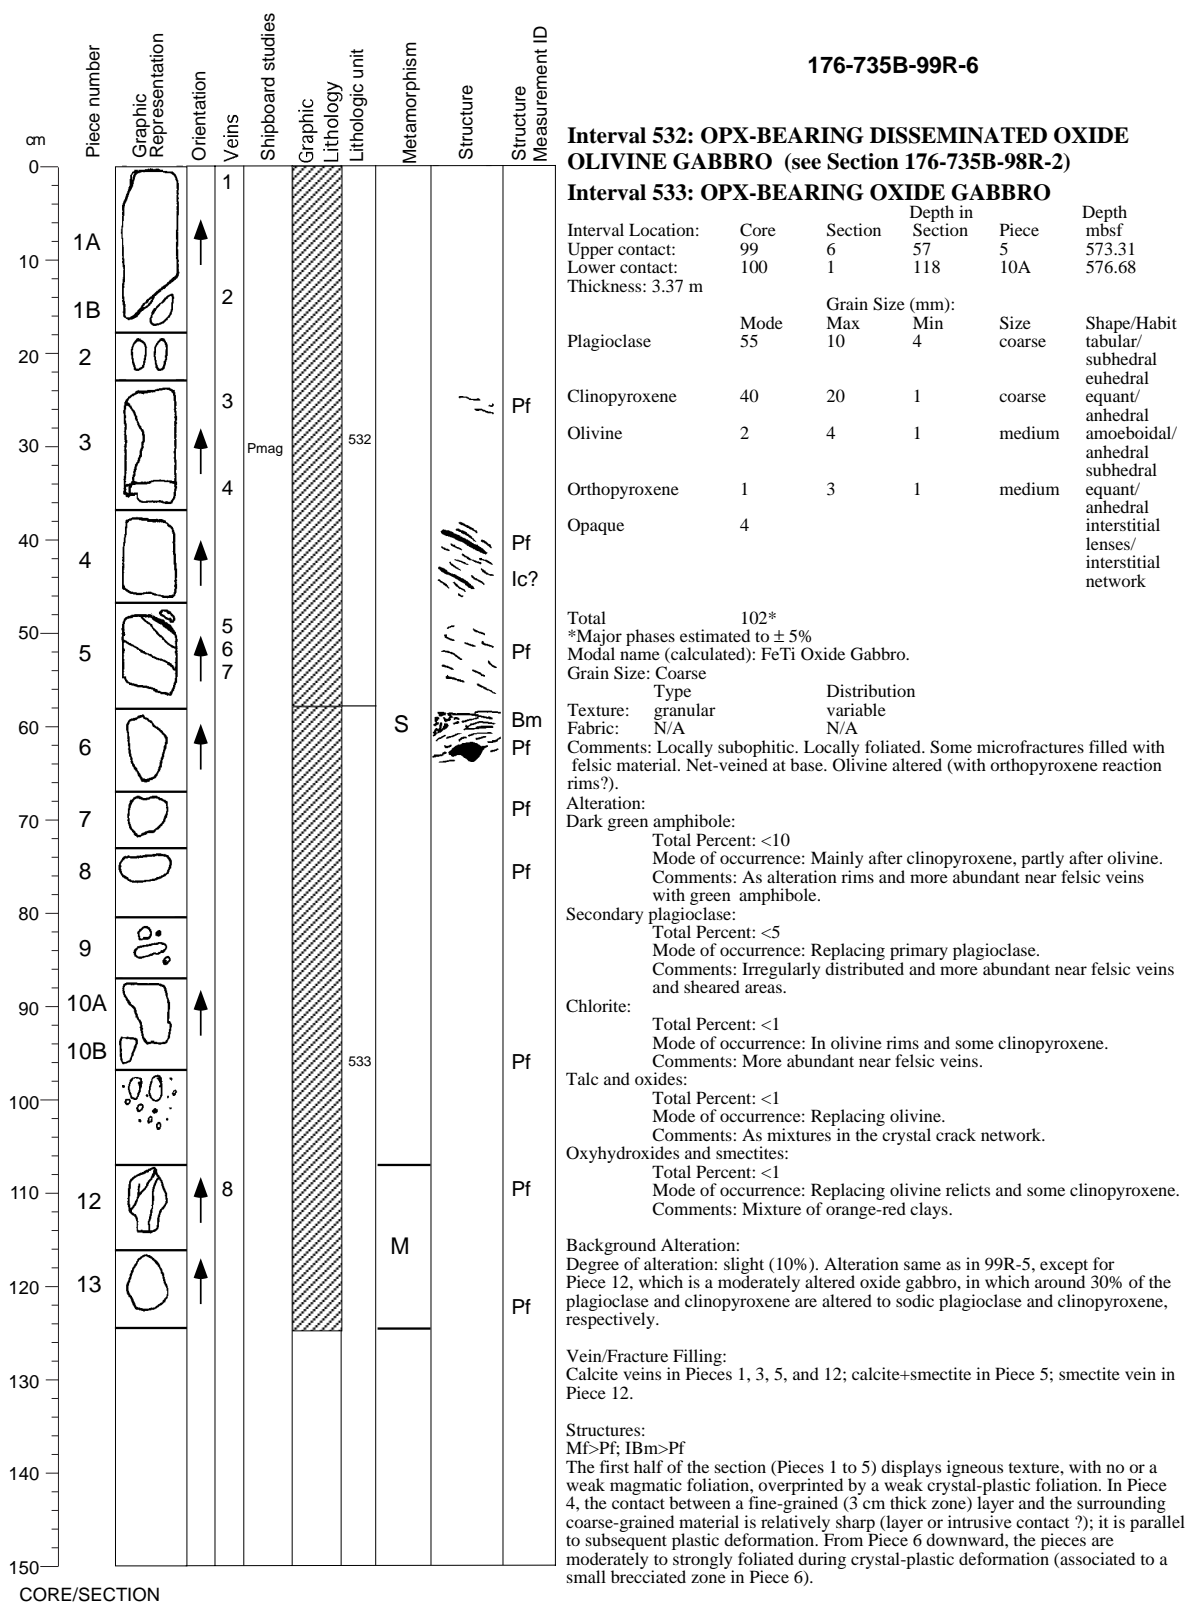 cm
Piece number
Graphic
Representation
Orientation
Veins
Shipboard studies
Graphic
Lithology
Lithologic unit
Metamorphism
Structure
Structure
Measurement ID
0
10
20
30
40
50
60
70
80
90
100
110
120
130
140
150
CORE/SECTION
1A
1B
2
3
4
5
6
7
8
9
10A
10B
12
13
1
2
3
4
5
6
7
8
Pmag
532
533
S
M
Pf
Pf
Ic?
Pf
Bm
Pf
Pf
Pf
Pf
Pf
Pf
176-735B-99R-6
Interval 532: OPX-BEARING DISSEMINATED OXIDE
OLIVINE GABBRO (see Section 176-735B-98R-2)
Interval 533: OPX-BEARING OXIDE GABBRO
Depth in Depth
Interval Location: Core Section Section Piece mbsf
Upper contact: 99 6 57 5 573.31
Lower contact: 100 1 118 10A 576.68
Thickness: 3.37 m
Grain Size (mm):
Mode Max Min Size Shape/Habit
Plagioclase 55 10 4 coarse tabular/
subhedral
euhedral
Clinopyroxene 40 20 1 coarse equant/
anhedral
Olivine 2 4 1 medium amoeboidal/
anhedral
subhedral
Orthopyroxene 1 3 1 medium equant/
anhedral
Opaque 4 interstitial
lenses/
interstitial
network
Total 102*
*Major phases estimated to ± 5%
Modal name (calculated): FeTi Oxide Gabbro.
Grain Size: Coarse
Type Distribution
Texture: granular variable
Fabric: N/A N/A
Comments: Locally subophitic. Locally foliated. Some microfractures filled with
felsic material. Net-veined at base. Olivine altered (with orthopyroxene reaction
rims?).
Alteration:
Dark green amphibole:
Total Percent: <10
Mode of occurrence: Mainly after clinopyroxene, partly after olivine.
Comments: As alteration rims and more abundant near felsic veins
with green amphibole.
Secondary plagioclase:
Total Percent: <5
Mode of occurrence: Replacing primary plagioclase.
Comments: Irregularly distributed and more abundant near felsic veins
and sheared areas.
Chlorite:
Total Percent: <1
Mode of occurrence: In olivine rims and some clinopyroxene.
Comments: More abundant near felsic veins.
Talc and oxides:
Total Percent: <1
Mode of occurrence: Replacing olivine.
Comments: As mixtures in the crystal crack network.
Oxyhydroxides and smectites:
Total Percent: <1
Mode of occurrence: Replacing olivine relicts and some clinopyroxene.
Comments: Mixture of orange-red clays.
Background Alteration:
Degree of alteration: slight (10%). Alteration same as in 99R-5, except for
Piece 12, which is a moderately altered oxide gabbro, in which around 30% of the
plagioclase and clinopyroxene are altered to sodic plagioclase and clinopyroxene,
respectively.
Vein/Fracture Filling:
Calcite veins in Pieces 1, 3, 5, and 12; calcite+smectite in Piece 5; smectite vein in
Piece 12.
Structures:
Mf>Pf; IBm>Pf
The first half of the section (Pieces 1 to 5) displays igneous texture, with no or a
weak magmatic foliation, overprinted by a weak crystal-plastic foliation. In Piece
4, the contact between a fine-grained (3 cm thick zone) layer and the surrounding
coarse-grained material is relatively sharp (layer or intrusive contact ?); it is parallel
to subsequent plastic deformation. From Piece 6 downward, the pieces are
moderately to strongly foliated during crystal-plastic deformation (associated to a
small brecciated zone in Piece 6).